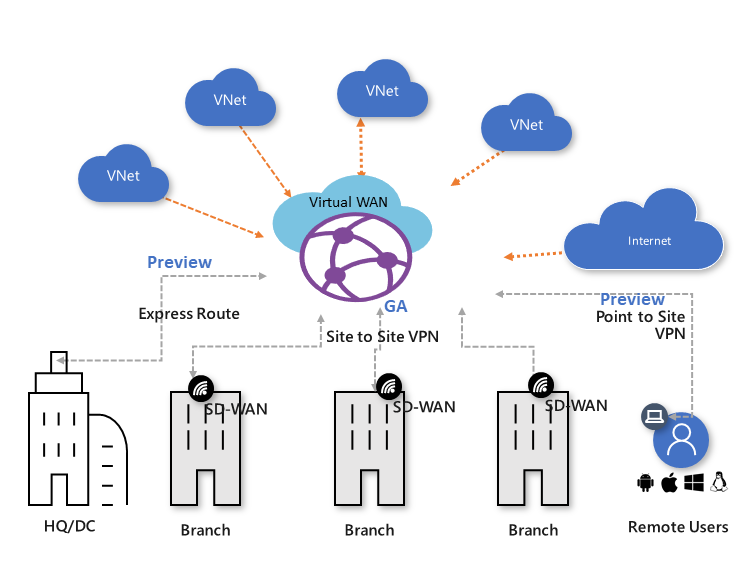 VNet
VNet
VNet
VNet
Virtual WAN
Internet
Preview
Express Route
GA
Site to Site VPN
Preview
Point to Site
VPN
SD-WAN
SD-WAN
SD-WAN
HQ/DC
Branch
Branch
Branch
Remote Users